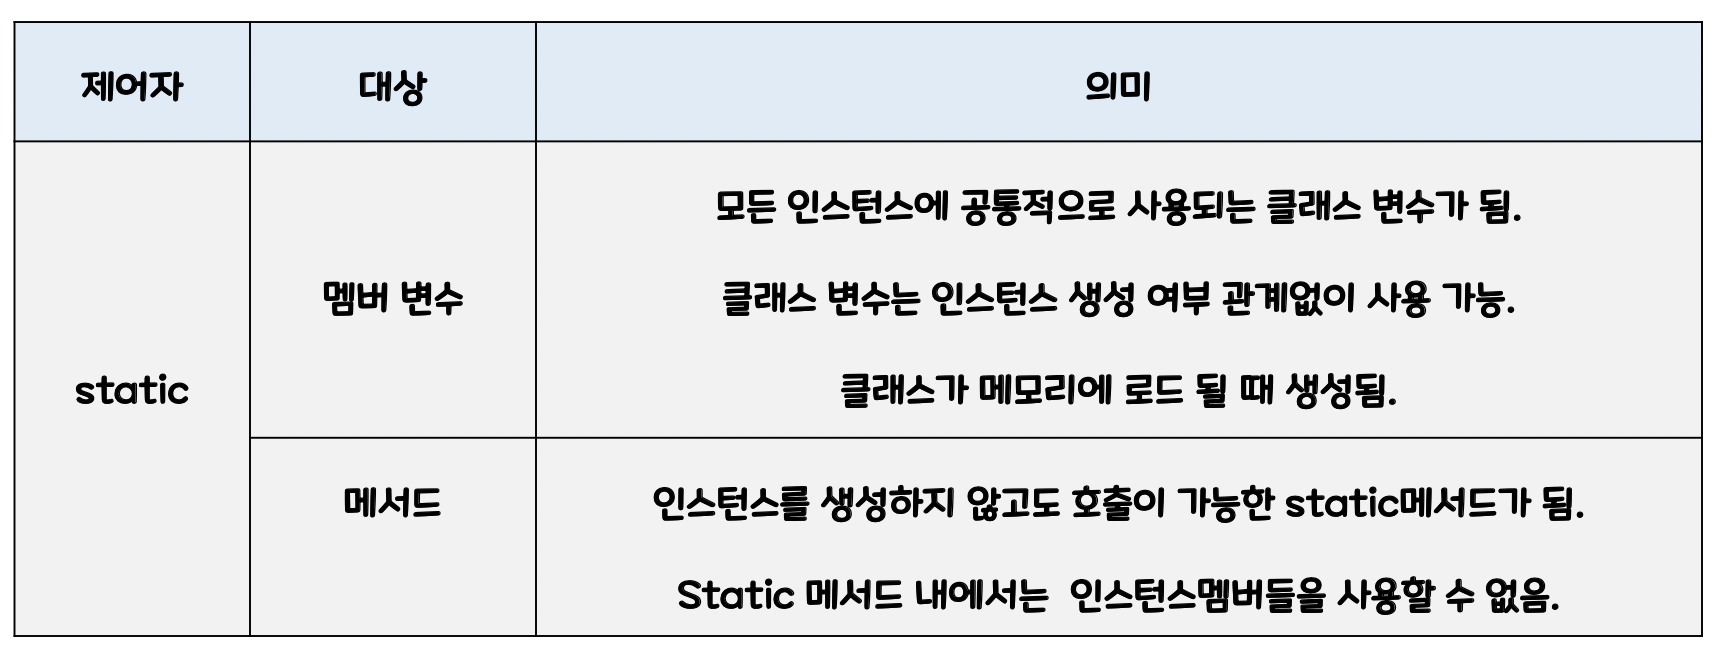 제어자 대상 의미
모든 인스턴스에 공통적으로 사용되는 클래스 변수가 됨.
멤버 변수 클래스 변수는 인스턴스 생성 여부 관계없이 사용 가능.
static 클래스가 메모리에 로드 될 때 생성됨.
메서드 인스턴스를 생성하지 않고도 호출이 가능한 static메서드가 됨.
Static 메서드 내에서는 인스턴스멤버들을 사용할 수 없음.